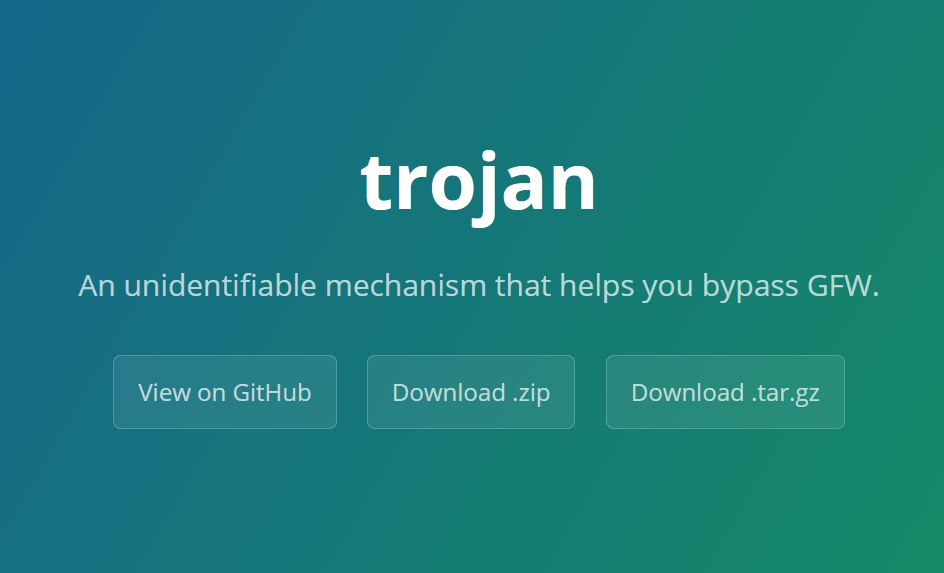 trojan
An unidentifiable mechanism that helps you bypass GFW.
View on GitHub
Download .zip
Download .tar.gz